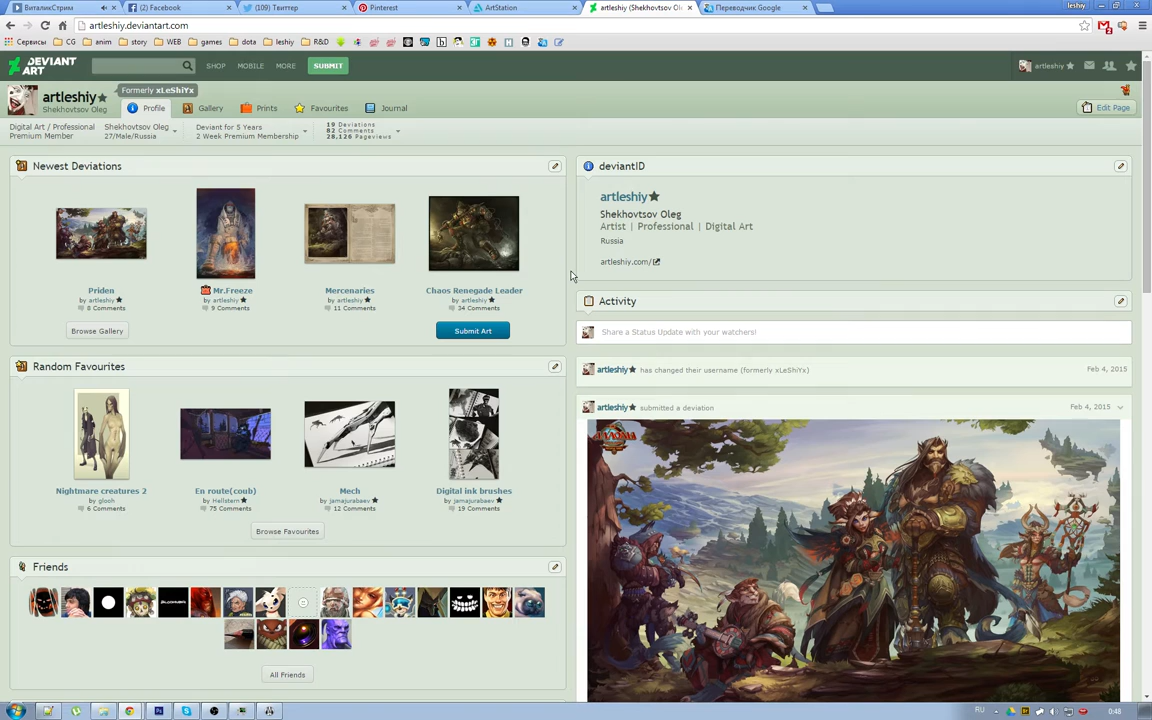 ВиталикСтрим
(2) Facebook
(109) Твиттер
Pinterest
ArtStation
artleshiy (Shekhovtsov Ol
Переводчик Google
leshiy
artleshiy.deviantart.com
2
Сервисы
CG
anim
story
WEB
games
dota
leshiy
R&D
DEVIANT ART
SHOP
MOBILE
MORE
SUBMIT
artleshiy
Formerly xLeShiYx
artleshiy
Shekhovtsov Oleg
Profile
Gallery
Prints
Favourites
Journal
Edit Page
Digital Art / Professional
Premium Member
Shekhovtsov Oleg
27/Male/Russia
Deviant for 5 Years
2 Week Premium Membership
19 Deviations
82 Comments
28,126 Pageviews
Newest Deviations
Priden
by artleshiy
8 Comments
Mr.Freeze
by artleshiy
9 Comments
Mercenaries
by artleshiy
11 Comments
Chaos Renegade Leader
by artleshiy
34 Comments
Browse Gallery
Submit Art
Random Favourites
Nightmare creatures 2
by glooh
6 Comments
En route(coub)
by Hellstern
75 Comments
Mech
by jamajurabaev
12 Comments
Digital ink brushes
by jamajurabaev
19 Comments
Browse Favourites
Friends
All Friends
deviantID
artleshiy
Shekhovtsov Oleg
Artist | Professional | Digital Art
Russia
artleshiy.com/
Activity
Share a Status Update with your watchers!
artleshiy has changed their username (formerly xLeShiYx)
Feb 4, 2015
artleshiy submitted a deviation
Feb 4, 2015
RU
0:48